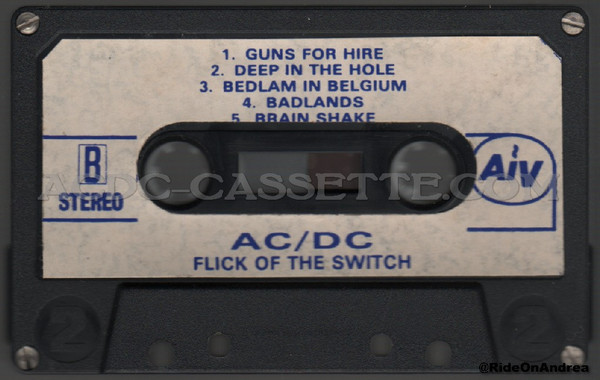 1. GUNS FOR HIRE
2. DEEP IN THE HOLE
3. BEDLAM IN BELGIUM
4. BADLANDS
5. BRAIN SHAKE
B
STEREO
Aiv
AC/DC-CASSETTE.COM
AC/DC
FLICK OF THE SWITCH
2
2
@RideOnAndrea